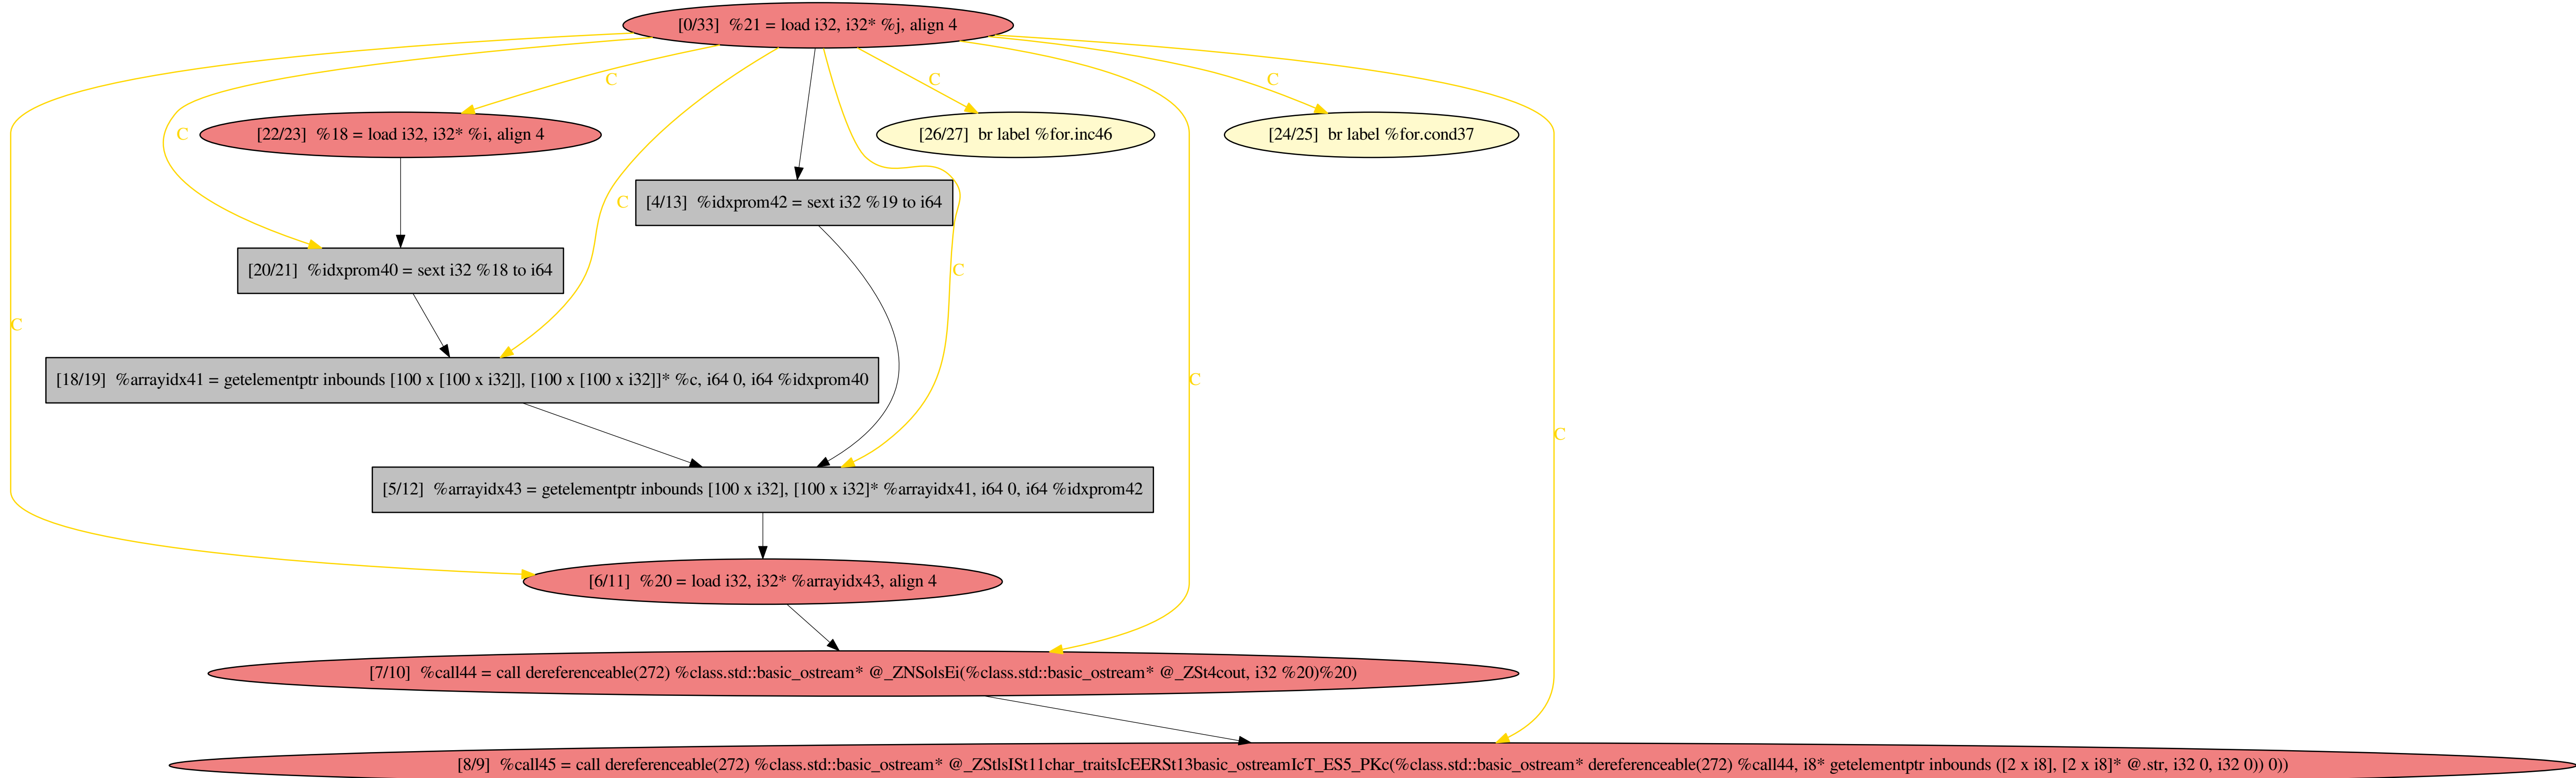 [0/33]  %21 = load i32, i32* %j, align 4
C
C
C
[22/23]  %18 = load i32, i32* %i, align 4
C
[26/27]  br label %for.inc46
[24/25]  br label %for.cond37
C
[4/13]  %idxprom42 = sext i32 %19 to i64
[20/21]  %idxprom40 = sext i32 %18 to i64
C
C
[18/19]  %arrayidx41 = getelementptr inbounds [100 x [100 x i32]], [100 x [100 x i32]]* %c, i64 0, i64 %idxprom40
C
C
[5/12]  %arrayidx43 = getelementptr inbounds [100 x i32], [100 x i32]* %arrayidx41, i64 0, i64 %idxprom42
[6/11]  %20 = load i32, i32* %arrayidx43, align 4
[7/10]  %call44 = call dereferenceable(272) %class.std::basic_ostream* @_ZNSolsEi(%class.std::basic_ostream* @_ZSt4cout, i32 %20)%20)
[8/9]  %call45 = call dereferenceable(272) %class.std::basic_ostream* @_ZStlsISt11char_traitsIcEERSt13basic_ostreamIcT_ES5_PKc(%class.std::basic_ostream* dereferenceable(272) %call44, i8* getelementptr inbounds ([2 x i8], [2 x i8]* @.str, i32 0, i32 0)) 0))